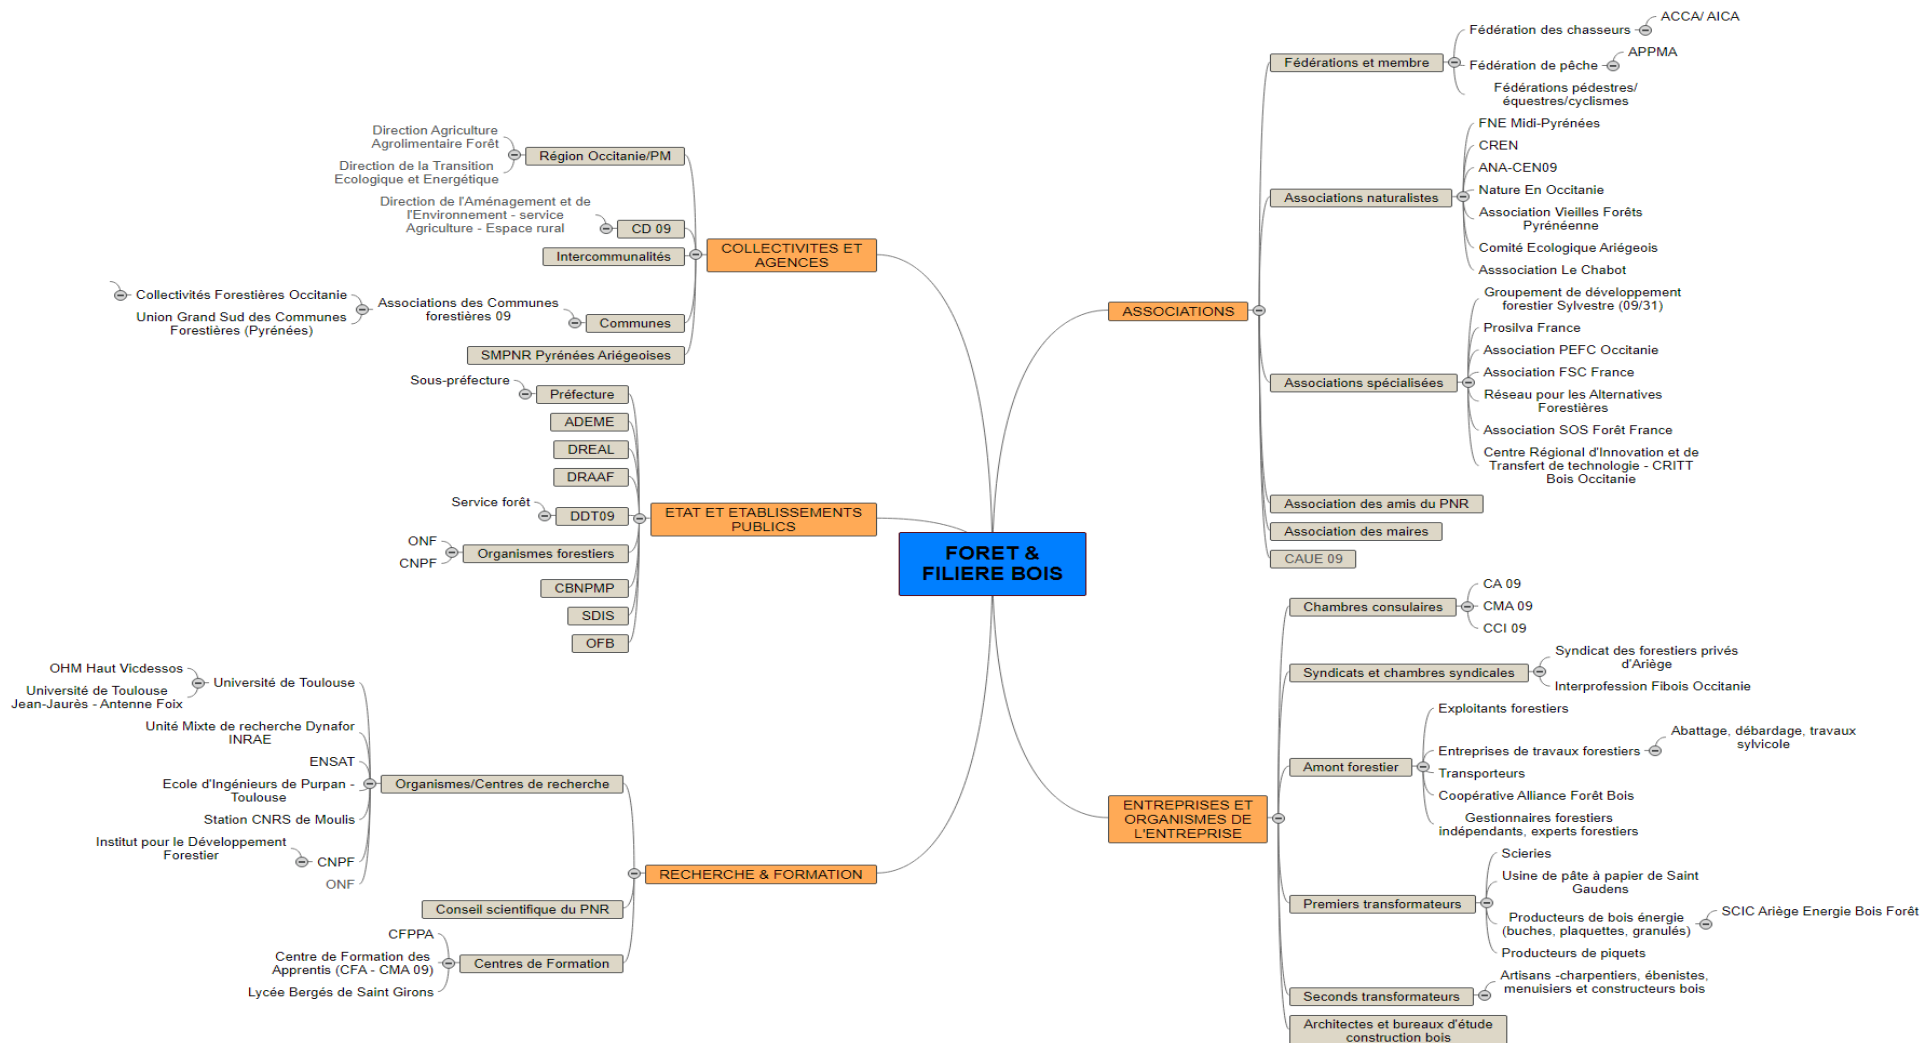 FORET &
FILIERE BOIS
COLLECTIVITES ET
AGENCES
Région Occitanie/PM
Direction Agriculture
Agrolimentaire Forêt
Direction de la Transition
Ecologique et Energétique
CD 09
Direction de l'Aménagement et de
l'Environnement - service
Agriculture - Espace rural
Intercommunalités
Communes
Associations des Communes
forestières 09
Collectivités Forestières Occitanie
Union Grand Sud des Communes
Forestières (Pyrénées)
SMPNR Pyrénées Ariégeoises
ETAT ET ETABLISSEMENTS
PUBLICS
Préfecture
Sous-préfecture
ADEME
DREAL
DRAAF
DDT09
Service forêt
Organismes forestiers
ONF
CNPF
CBNPMP
SDIS
OFB
RECHERCHE & FORMATION
Organismes/Centres de recherche
Université de Toulouse
OHM Haut Vicdessos
Université de Toulouse
Jean-Jaurès - Antenne Foix
Unité Mixte de recherche Dynafor
INRAE
ENSAT
Ecole d'Ingénieurs de Purpan -
Toulouse
Station CNRS de Moulis
CNPF
Institut pour le Développement
Forestier
ONF
Conseil scientifique du PNR
Centres de Formation
CFPPA
Centre de Formation des
Apprentis (CFA - CMA 09)
Lycée Bergés de Saint Girons
ASSOCIATIONS
Fédérations et membre
Fédération des chasseurs
ACCA/ AICA
Fédération de pêche
APPMA
Fédérations pédestres/
équestres/cyclismes
Associations naturalistes
FNE Midi-Pyrénées
CREN
ANA-CEN09
Nature En Occitanie
Association Vieilles Forêts
Pyrénéenne
Comité Ecologique Ariégeois
Asssociation Le Chabot
Associations spécialisées
Groupement de développement
forestier Sylvestre (09/31)
Prosilva France
Association PEFC Occitanie
Association FSC France
Réseau pour les Alternatives
Forestières
Association SOS Forêt France
Centre Régional d'Innovation et de
Transfert de technologie - CRITT
Bois Occitanie
Association des amis du PNR
Association des maires
CAUE 09
ENTREPRISES ET
ORGANISMES DE
L'ENTREPRISE
Chambres consulaires
CA 09
CMA 09
CCI 09
Syndicats et chambres syndicales
Syndicat des forestiers privés
d'Ariège
Interprofession Fibois Occitanie
Amont forestier
Exploitants forestiers
Entreprises de travaux forestiers
Abattage, débardage, travaux
sylvicole
Transporteurs
Coopérative Alliance Forêt Bois
Gestionnaires forestiers
indépendants, experts forestiers
Premiers transformateurs
Scieries
Usine de pâte à papier de Saint
Gaudens
Producteurs de bois énergie
(buches, plaquettes, granulés)
SCIC Ariège Energie Bois Forêt
Producteurs de piquets
Seconds transformateurs
Artisans -charpentiers, ébenistes,
menuisiers et constructeurs bois
Architectes et bureaux d'étude
construction bois